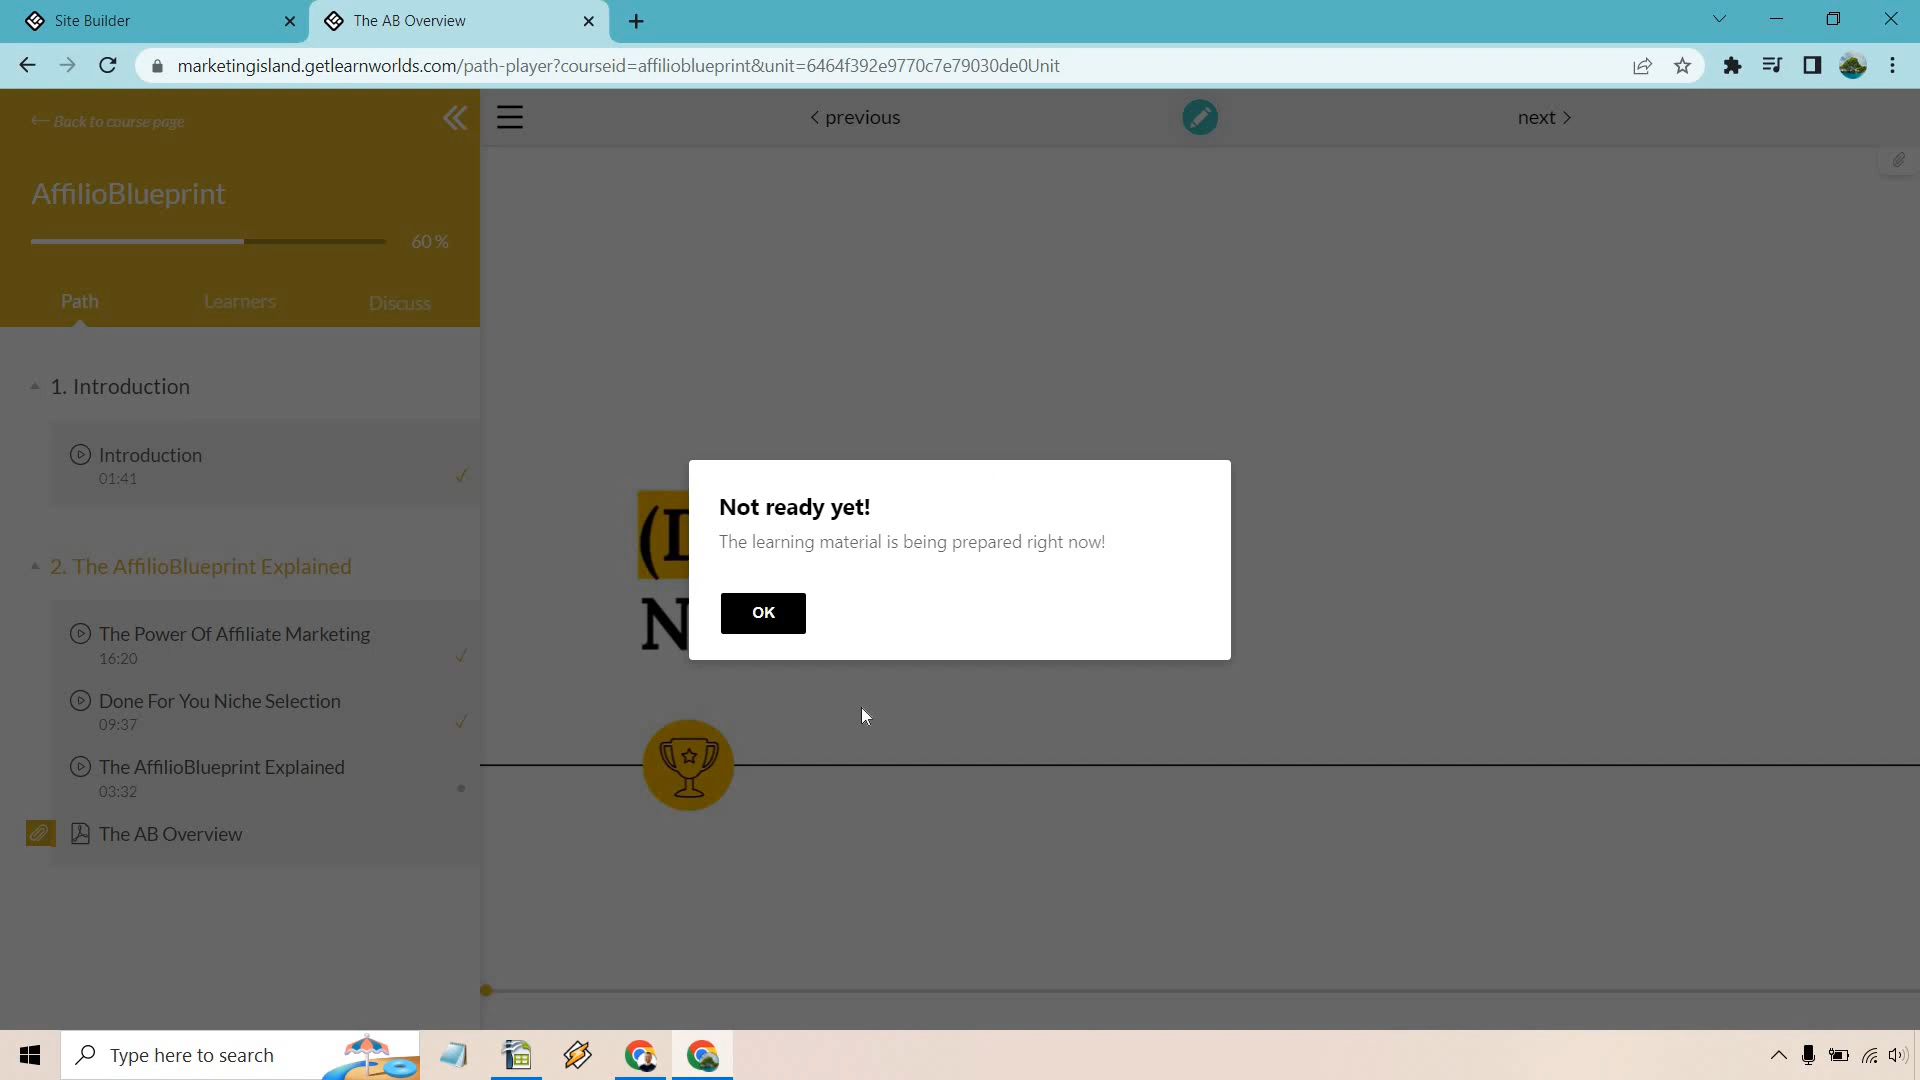 Site Builder
The AB Overview
marketingisland.getlearnworlds.com/path-player?courseid=affilioblueprint&unit=6464f392e9770c7e79030de0Unit
Back to course page
previous
next
AffilioBlueprint
60 %
Path
Learners
Discuss
1. Introduction
Introduction
01:41
2. The AffilioBlueprint Explained
The Power Of Affiliate Marketing
16:20
Done For You Niche Selection
09:37
The AffilioBlueprint Explained
03:32
The AB Overview
(D
N
Not ready yet!
The learning material is being prepared right now!
OK
Type here to search